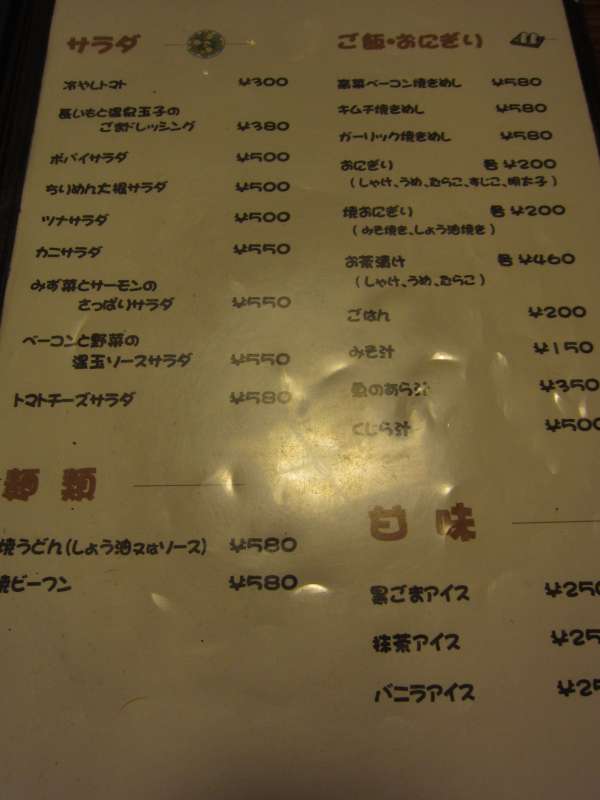 サラダ
冷やしトマト ¥300
長いもと温泉玉子の
ごまドレッシング ¥380
ポパイサラダ ¥500
ちりめん大根サラダ ¥500
ツナサラダ ¥500
カニサラダ ¥550
みず菜とサーモンの
さっぱりサラダ ¥550
ベーコンと野菜の
温玉ソースサラダ ¥550
トマトチーズサラダ ¥580
麺類
焼うどん(しょう油又はソース) ¥580
焼ビーフン ¥580
ご飯・おにぎり
高菜ベーコン焼きめし ¥580
キムチ焼きめし ¥580
ガーリック焼きめし ¥580
おにぎり 各 ¥200
(しゃけ、うめ、たらこ、すじこ、明太子)
焼おにぎり 各 ¥200
(みそ焼き、しょう油焼き)
お茶漬け 各 ¥460
(しゃけ、うめ、たらこ)
ごはん ¥200
みそ汁 ¥150
魚のあら汁 ¥350
くじら汁 ¥500
甘味
黒ごまアイス ¥250
抹茶アイス ¥25
バニラアイス ¥25